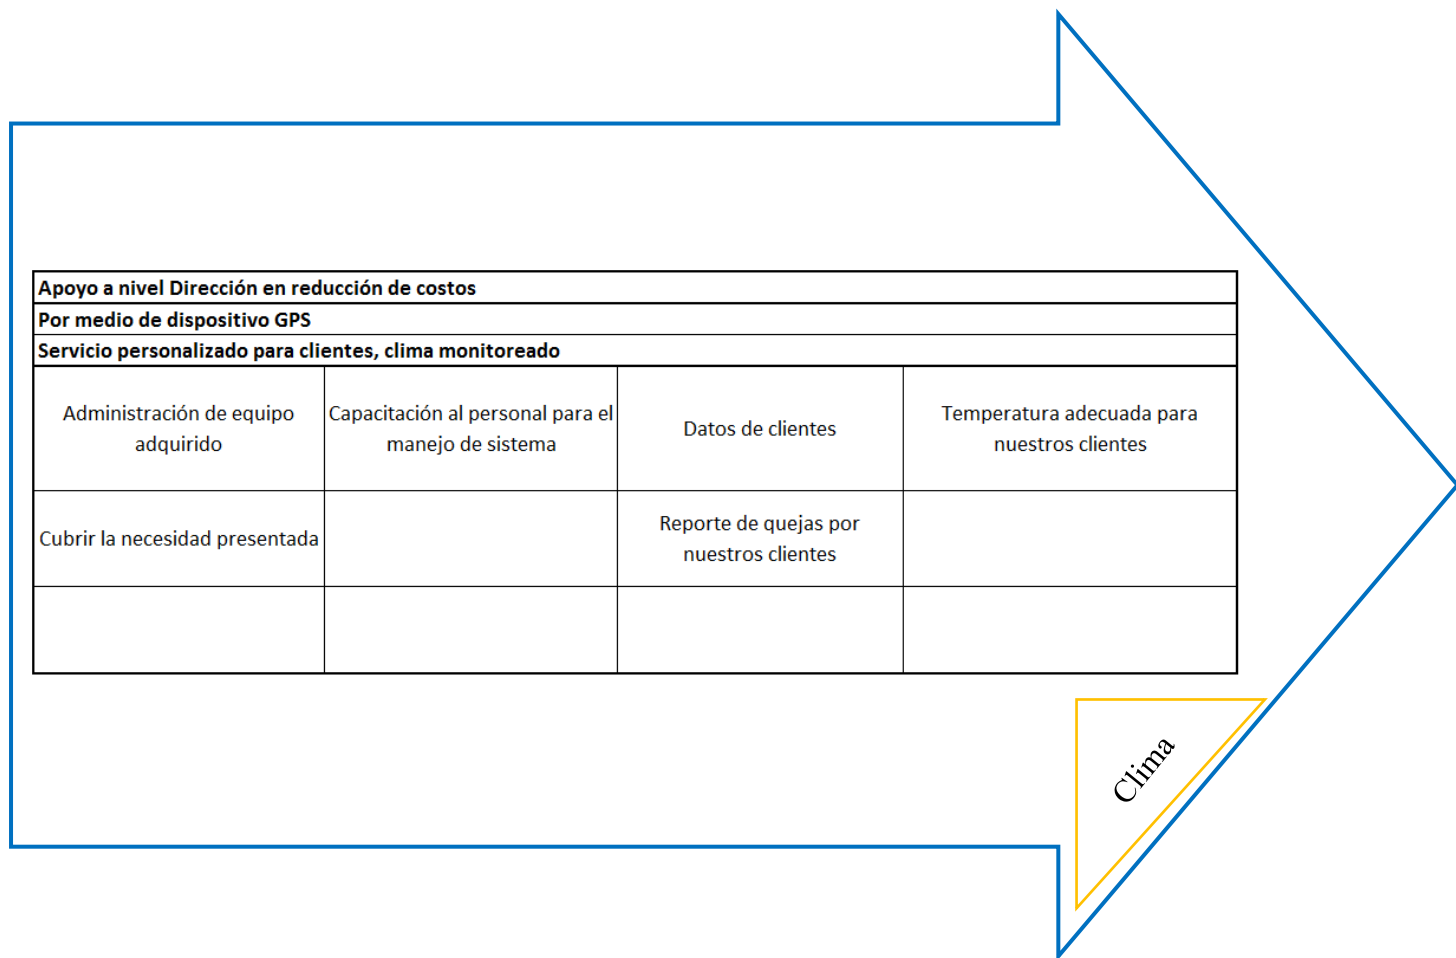 Apoyo a nivel Dirección en reducción de costos
Por medio de dispositivo GPS
Servicio personalizado para clientes, clima monitoreado
Administración de equipo
adquirido
Capacitación al personal para el
manejo de sistema
Datos de clientes
Temperatura adecuada para
nuestros clientes
Cubrir la necesidad presentada
Reporte de quejas por
nuestros clientes
Clima